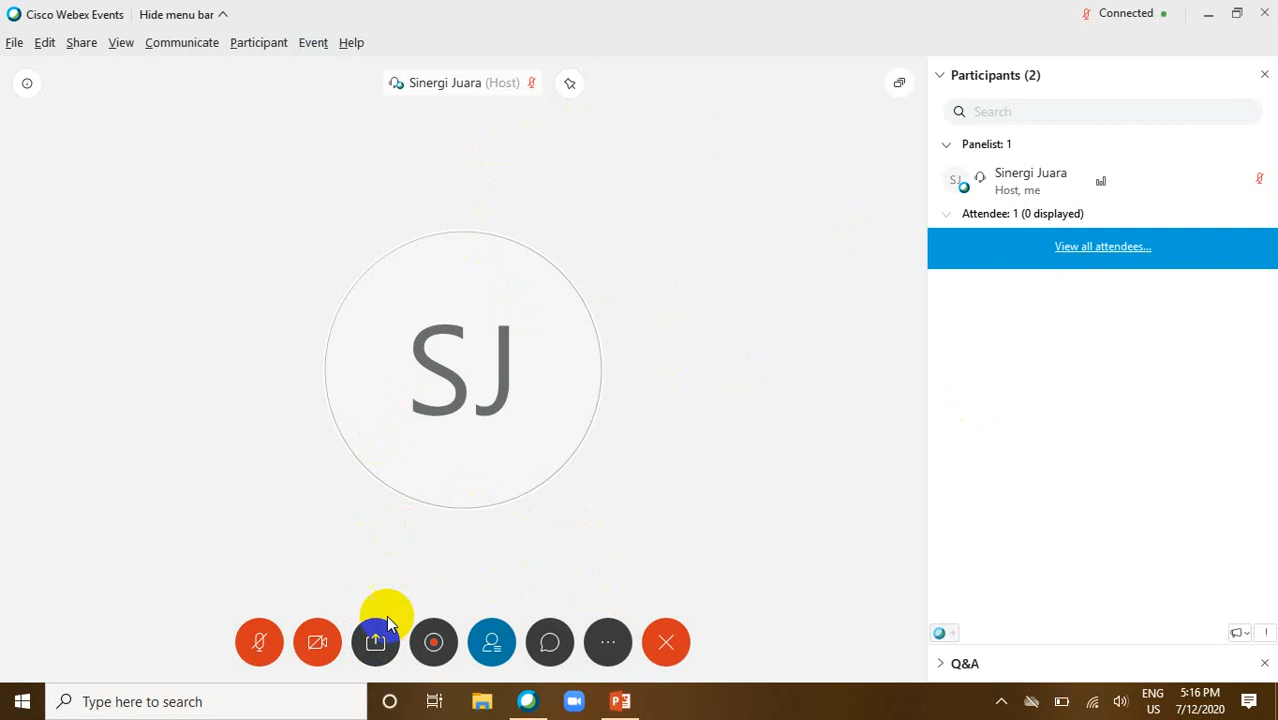 Cisco Webex Events
Hide menu bar
Connected
File Edit Share View Communicate Participant Event Help
Sinergi Juara (Host)
SJ
Participants (2)
Search
Panelist: 1
SJ
Sinergi Juara
Host, me
Attendee: 1 (0 displayed)
View all attendees...
Q&A
Type here to search
ENG
US
5:16 PM
7/12/2020